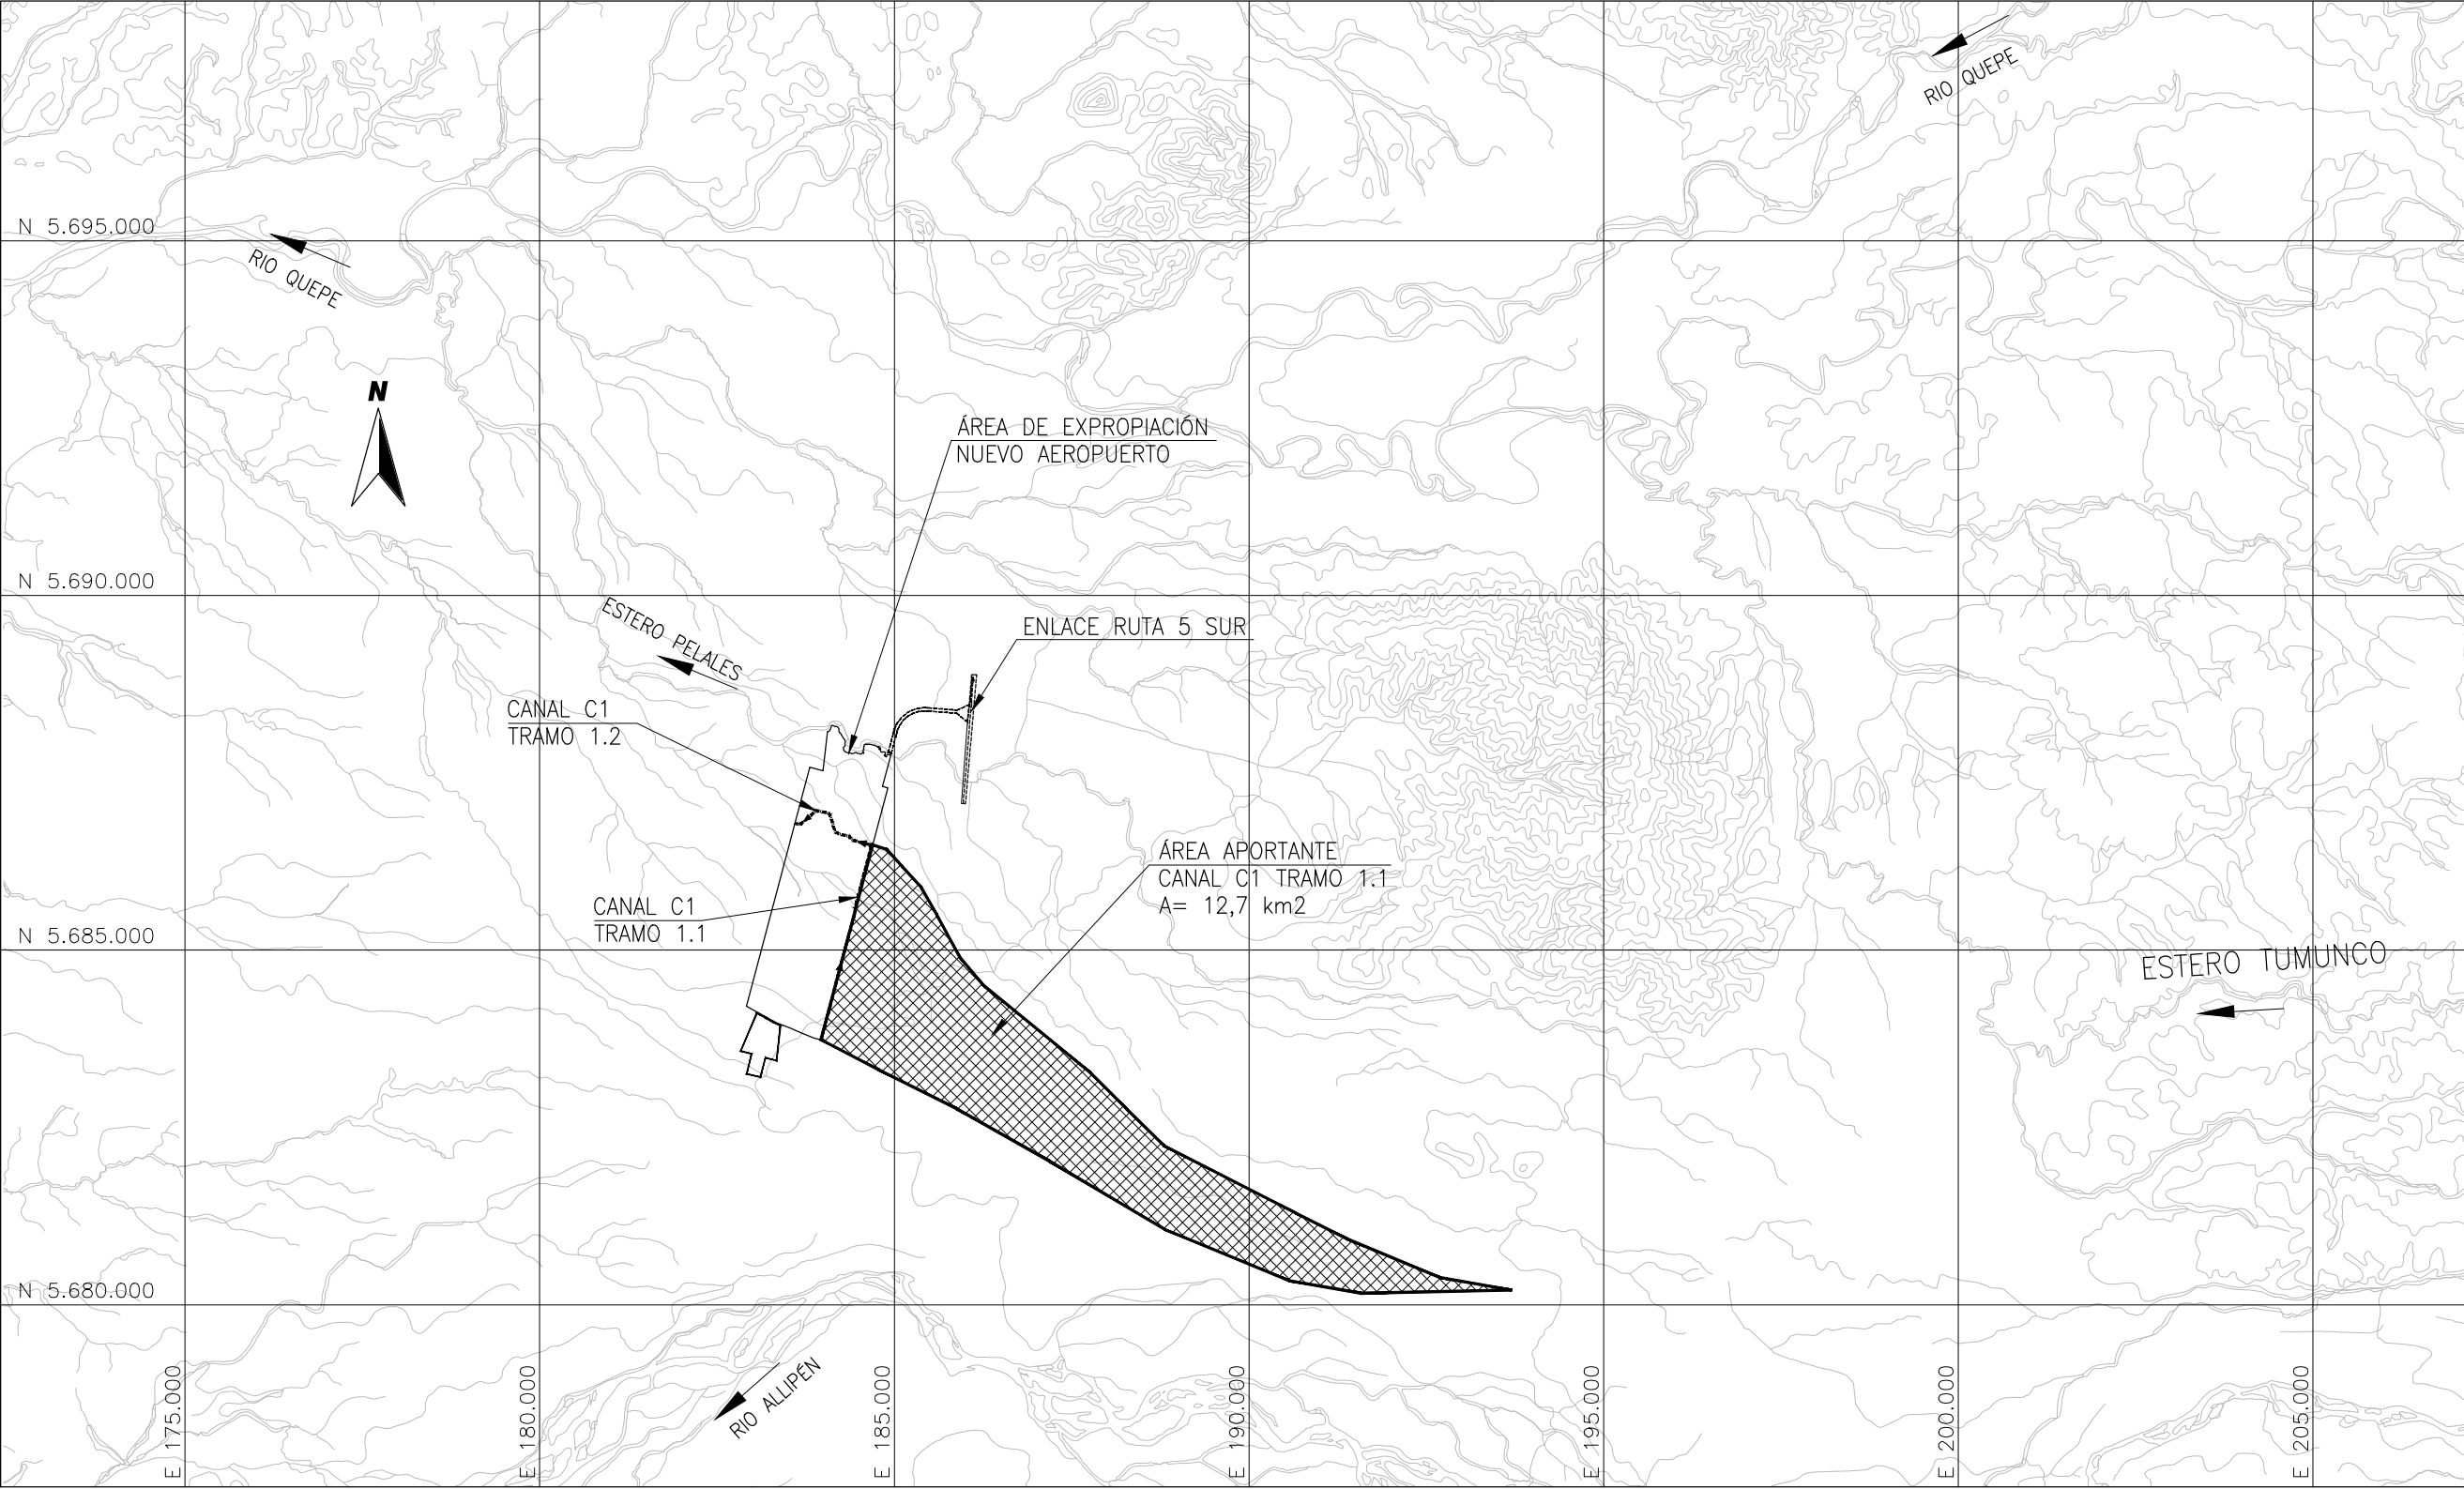 RIO QUEPE
N 5.695.000
RIO QUEPE
N
ÁREA DE EXPROPIACIÓN
NUEVO AEROPUERTO
N 5.690.000
ESTERO PELALES
ENLACE RUTA 5 SUR
CANAL C1
TRAMO 1.2
ÁREA APORTANTE
CANAL C1 TRAMO 1.1
A= 12,7 km2
CANAL C1
TRAMO 1.1
N 5.685.000
ESTERO TUMUNCO
N 5.680.000
RIO ALLIPÉN
E 175.000
E 180.000
E 185.000
E 190.000
E 195.000
E 200.000
E 205.000